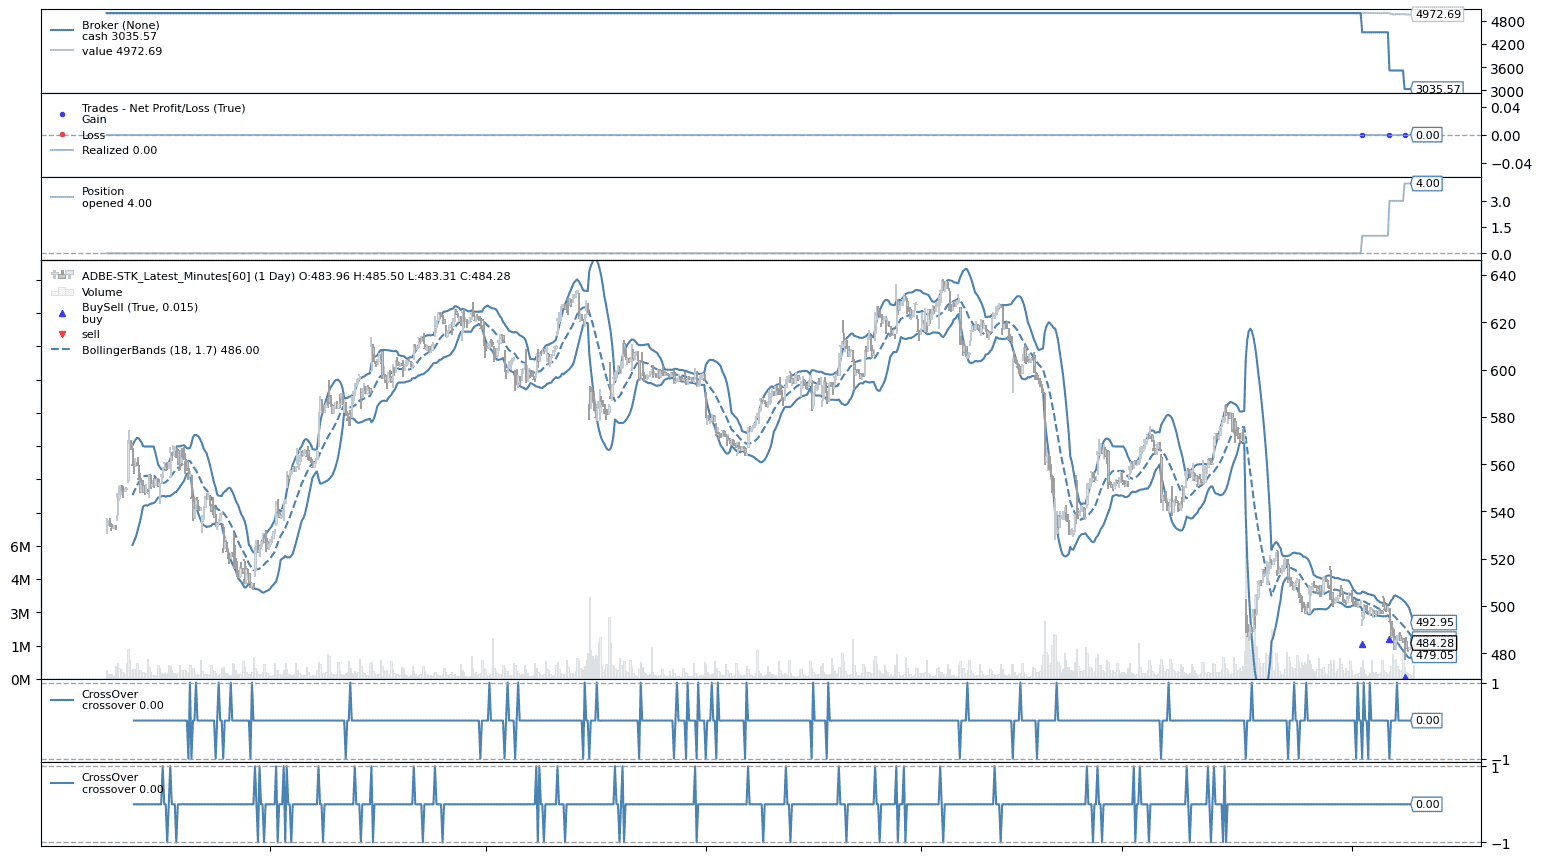 Broker (None)
cash 3035.57
value 4972.69
4972.69
3035.57
4800
4200
3600
3000
Trades - Net Profit/Loss (True)
Gain
Loss
Realized 0.00
0.00
0.04
0.00
−0.04
Position
opened 4.00
4.00
3.0
1.5
0.0
ADBE-STK_Latest_Minutes[60] (1 Day) O:483.96 H:485.50 L:483.31 C:484.28
Volume
BuySell (True, 0.015)
buy
sell
BollingerBands (18, 1.7) 486.00
640
620
600
580
560
540
520
500
480
492.95
484.28
479.05
6M
4M
3M
1M
0M
CrossOver
crossover 0.00
0.00
1
−1
CrossOver
crossover 0.00
0.00
1
−1